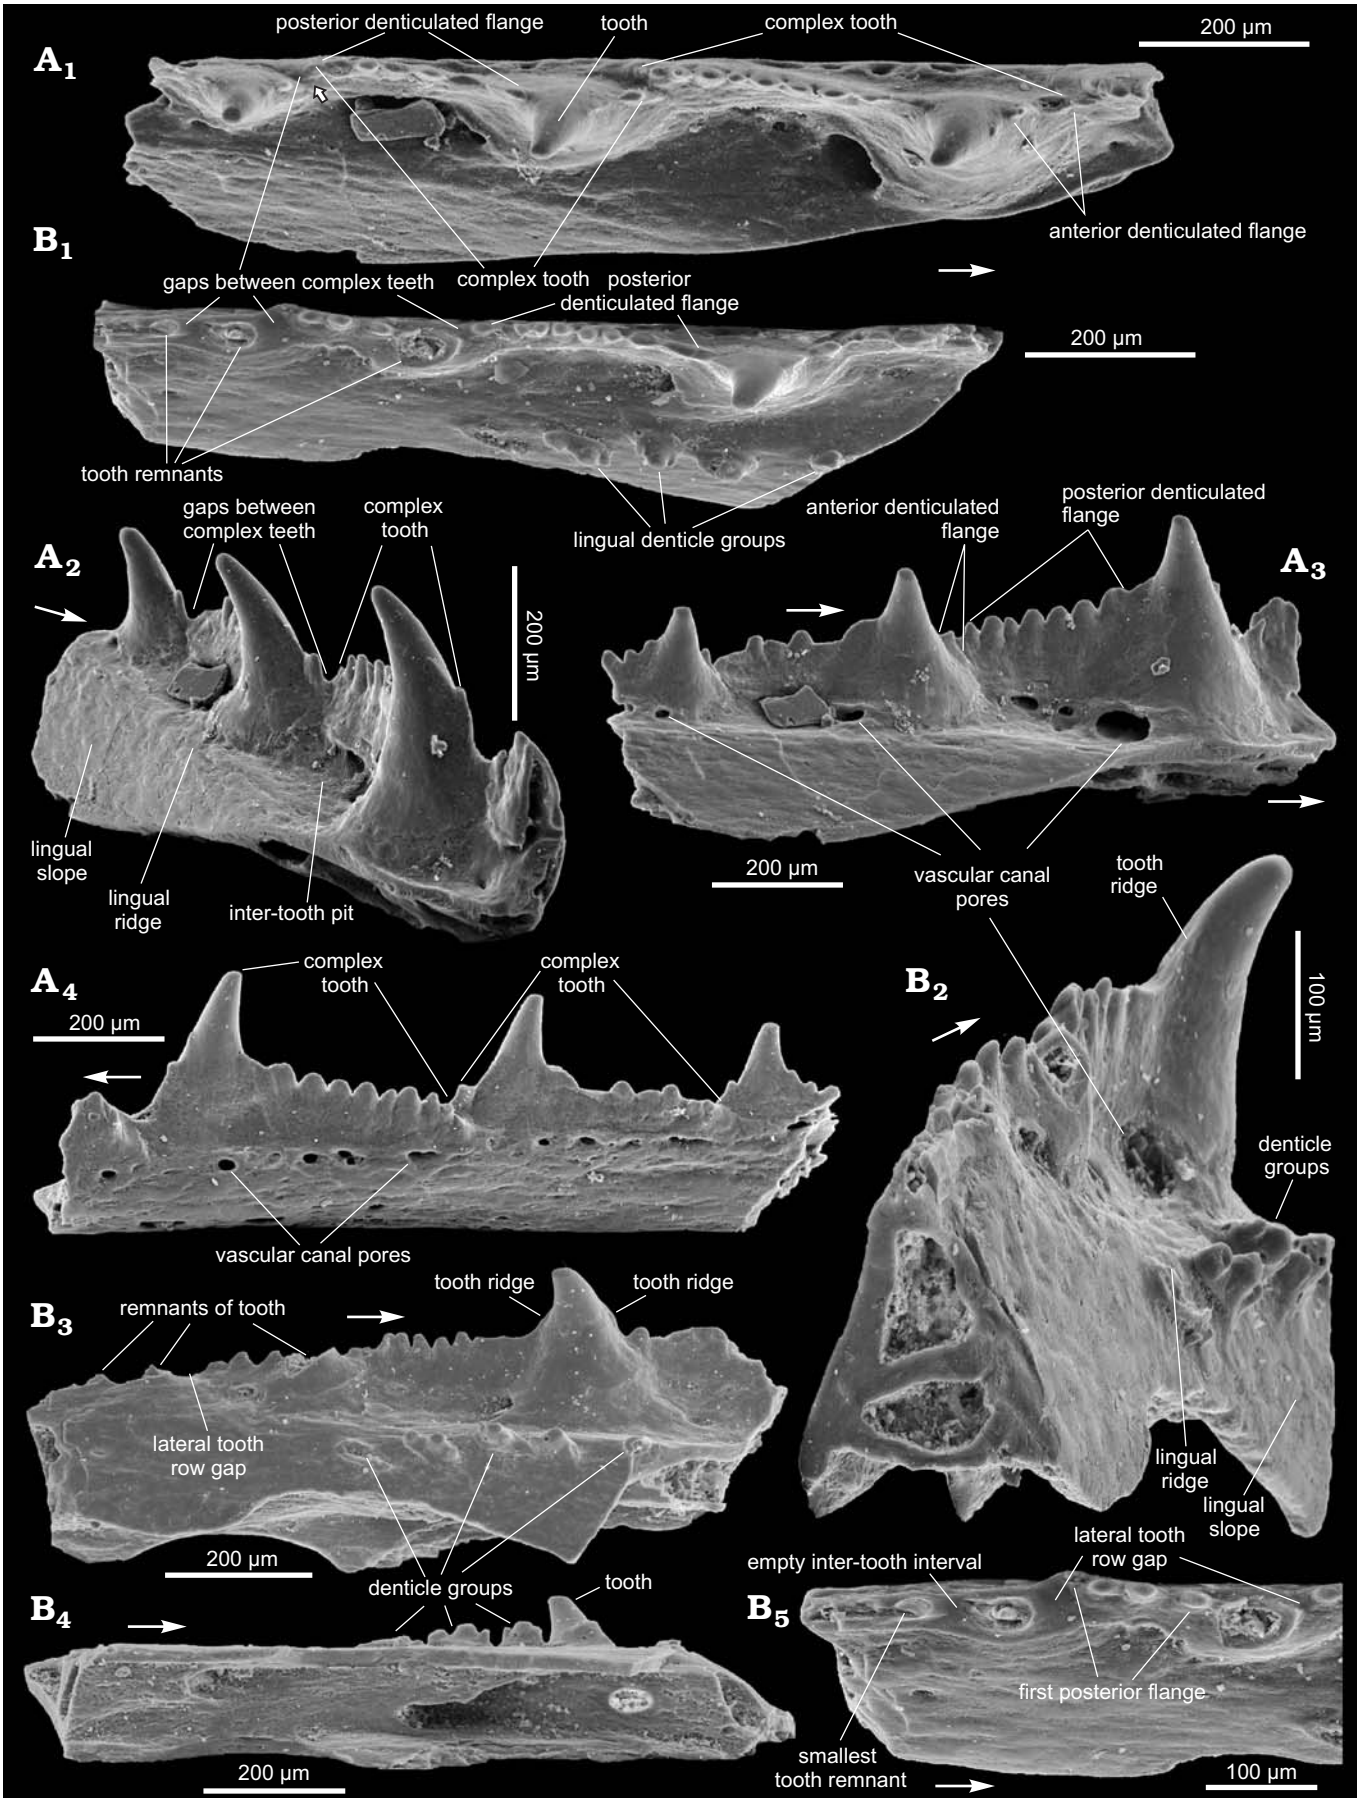 posterior denticulated flange
tooth
complex tooth
200 µm
A1
anterior denticulated flange
B1
gaps between complex teeth
complex tooth
posterior
denticulated flange
200 µm
tooth remnants
lingual denticle groups
gaps between
complex teeth
complex
tooth
anterior denticulated
flange
posterior denticulated
flange
A2
A3
200 µm
lingual
slope
lingual
ridge
inter-tooth pit
200 µm
vascular canal
pores
tooth
ridge
A4
complex
tooth
complex
tooth
200 µm
B2
100 µm
denticle
groups
vascular canal pores
B3
remnants of tooth
tooth ridge
tooth ridge
lateral tooth
row gap
lingual
ridge
lingual
slope
200 µm
denticle groups
tooth
B4
200 µm
B5
empty inter-tooth interval
lateral tooth
row gap
first posterior flange
smallest
tooth remnant
100 µm